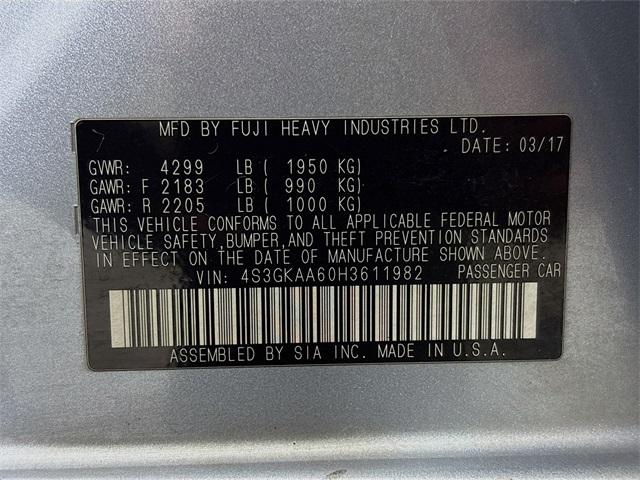 MFD BY FUJI HEAVY INDUSTRIES LTD.
DATE: 03/17
GVWR: 4299 LB ( 1950 KG)
GAWR: F 2183 LB ( 990 KG)
GAWR: R 2205 LB ( 1000 KG)
THIS VEHICLE CONFORMS TO ALL APPLICABLE FEDERAL MOTOR
VEHICLE SAFETY, BUMPER, AND THEFT PREVENTION STANDARDS
IN EFFECT ON THE DATE OF MANUFACTURE SHOWN ABOVE.
VIN: 4S3GKAA60H3611982 PASSENGER CAR
ASSEMBLED BY SIA INC. MADE IN U.S.A.